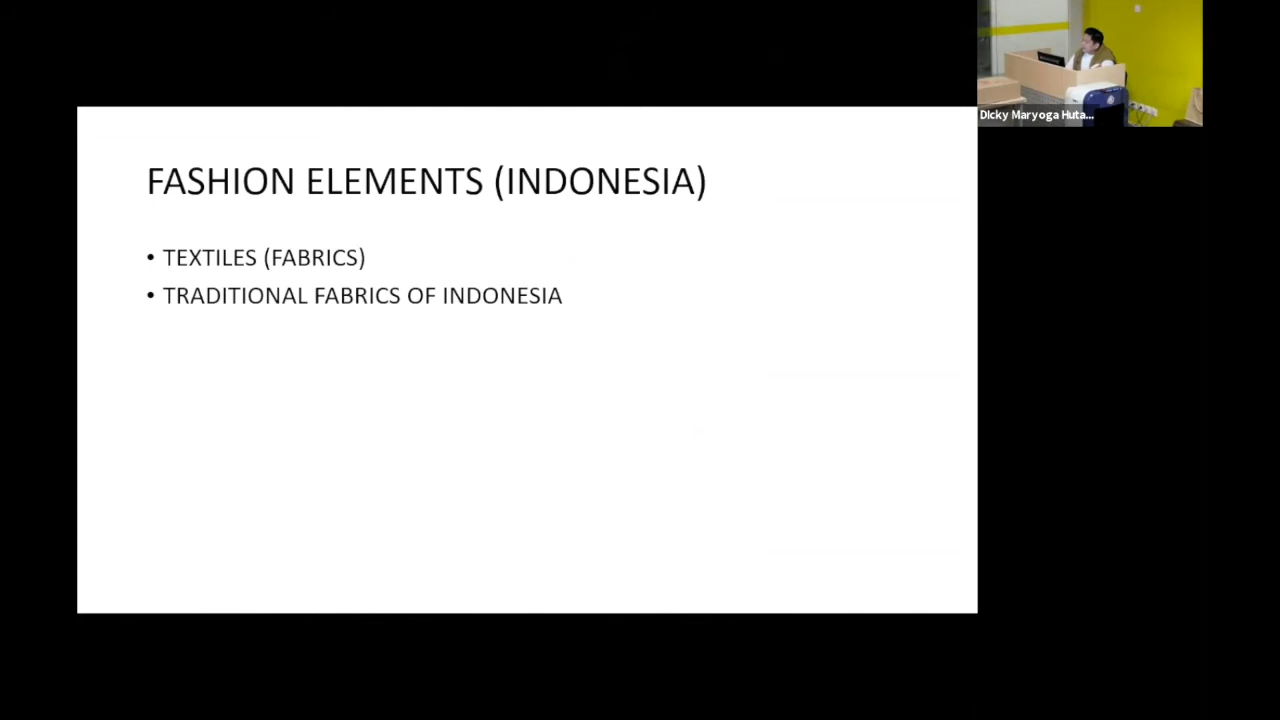 FASHION ELEMENTS (INDONESIA)
• TEXTILES (FABRICS)
• TRADITIONAL FABRICS OF INDONESIA
Dicky Maryoga Huta...